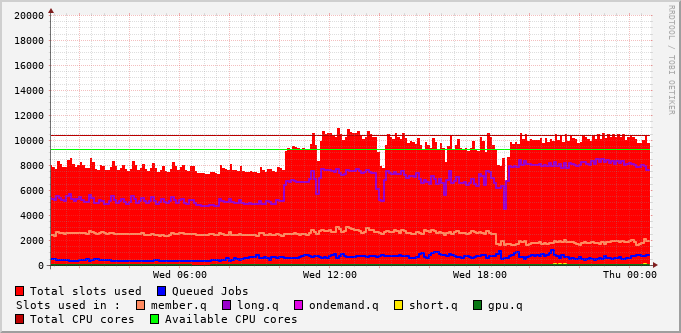 RRDTOOL / TOBI OETIKER
20000
18000
16000
14000
12000
10000
8000
6000
4000
2000
0
Wed 06:00 Wed 12:00 Wed 18:00 Thu 00:00
Total slots used Queued Jobs
Slots used in : member.q long.q ondemand.q short.q gpu.q
Total CPU cores Available CPU cores